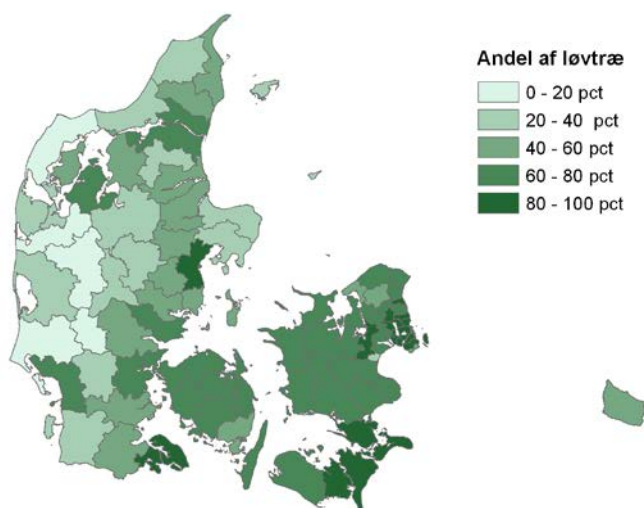 Andel af løvtræ
0 - 20 pct
20 - 40 pct
40 - 60 pct
60 - 80 pct
80 - 100 pct